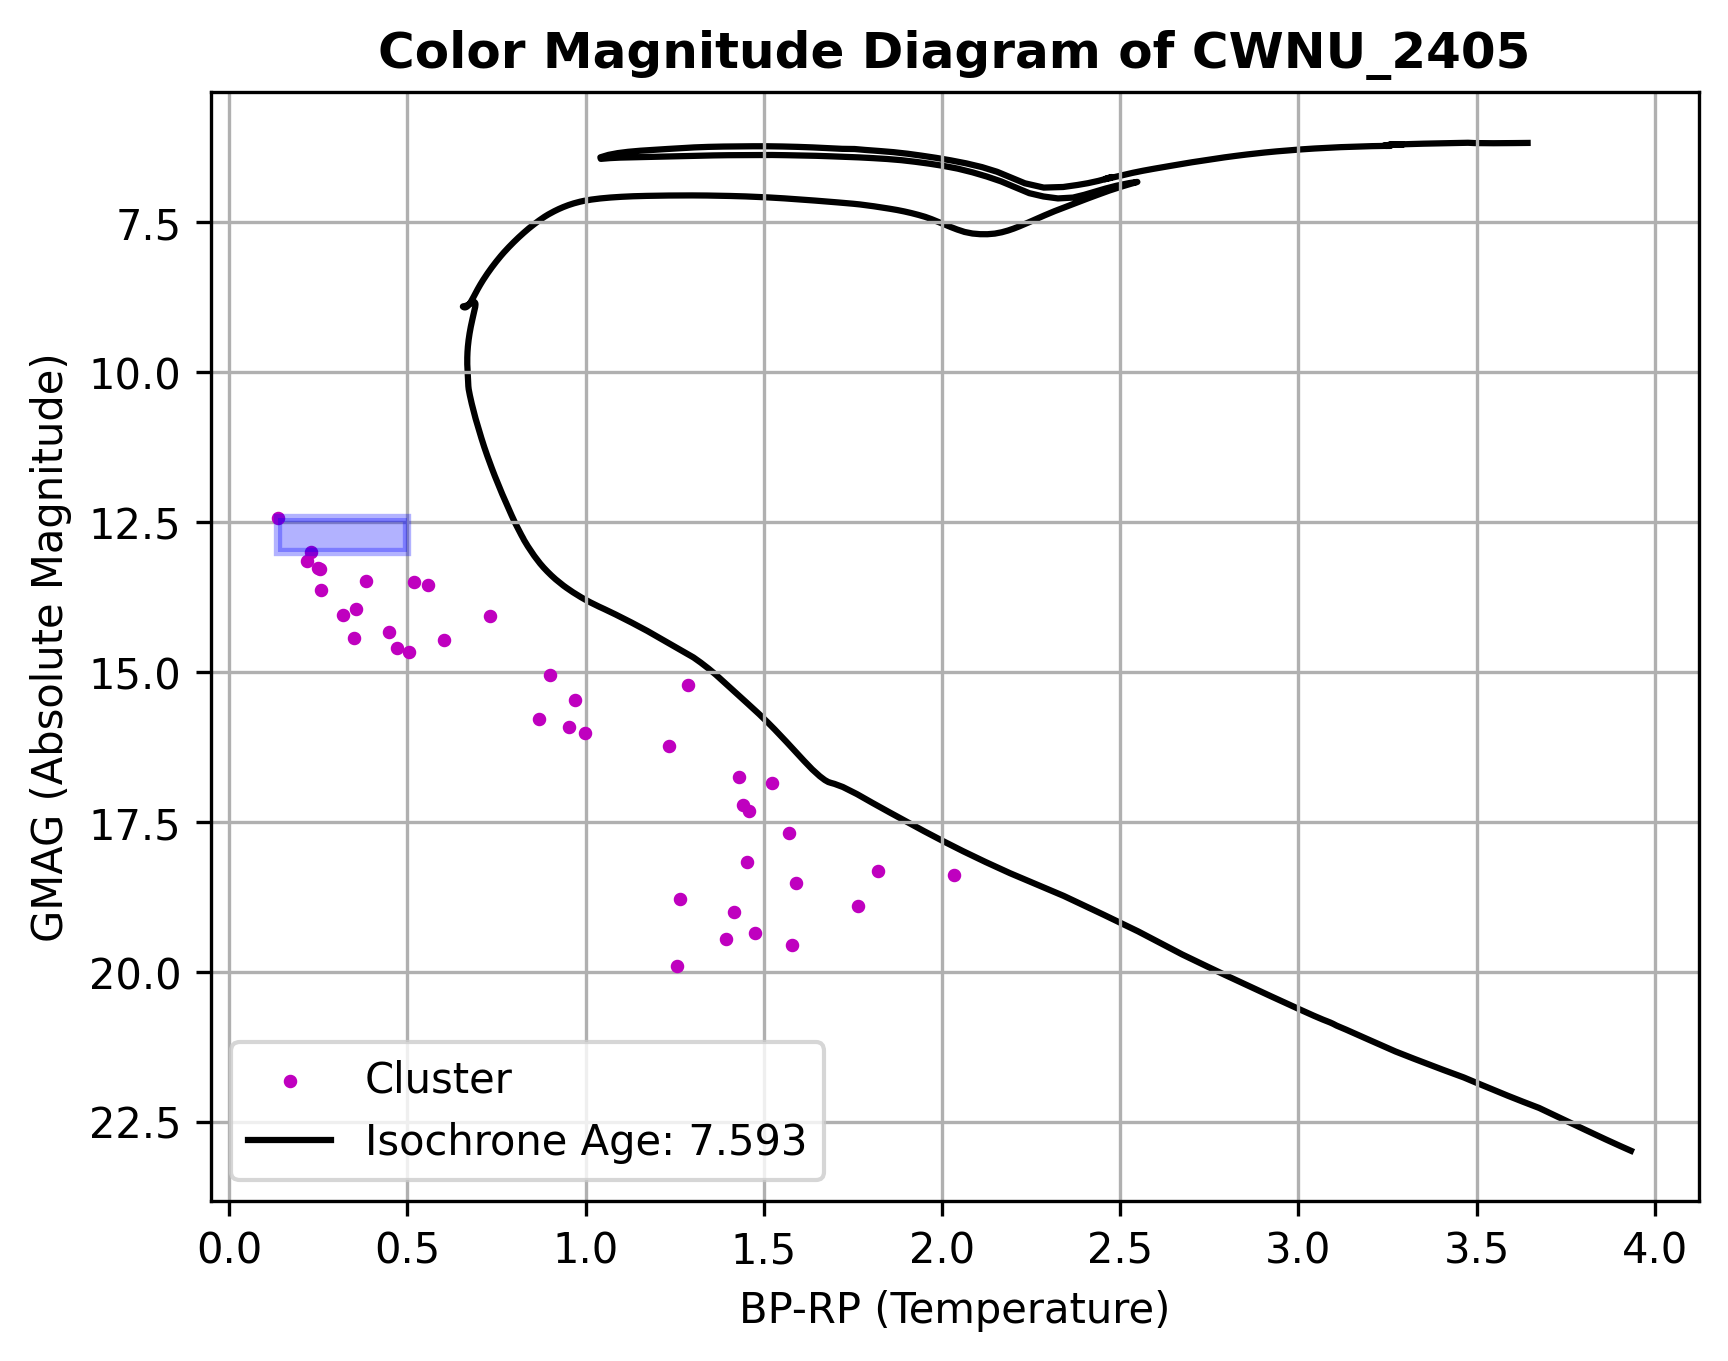 Color Magnitude Diagram of CWNU_2405
GMAG (Absolute Magnitude)
7.5
10.0
12.5
15.0
17.5
20.0
22.5
Cluster
Isochrone Age: 7.593
0.0 0.5 1.0 1.5 2.0 2.5 3.0 3.5 4.0
BP-RP (Temperature)